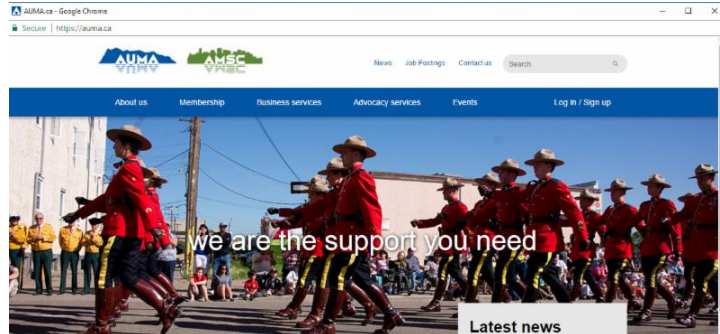 AUMA.ca - Google Chrome
Secure | https://auma.ca
AUMA AMSC
News Job Postings Contact us Search
About us Membership Business services Advocacy services Events Log in / Sign up
we are the support you need
Latest news